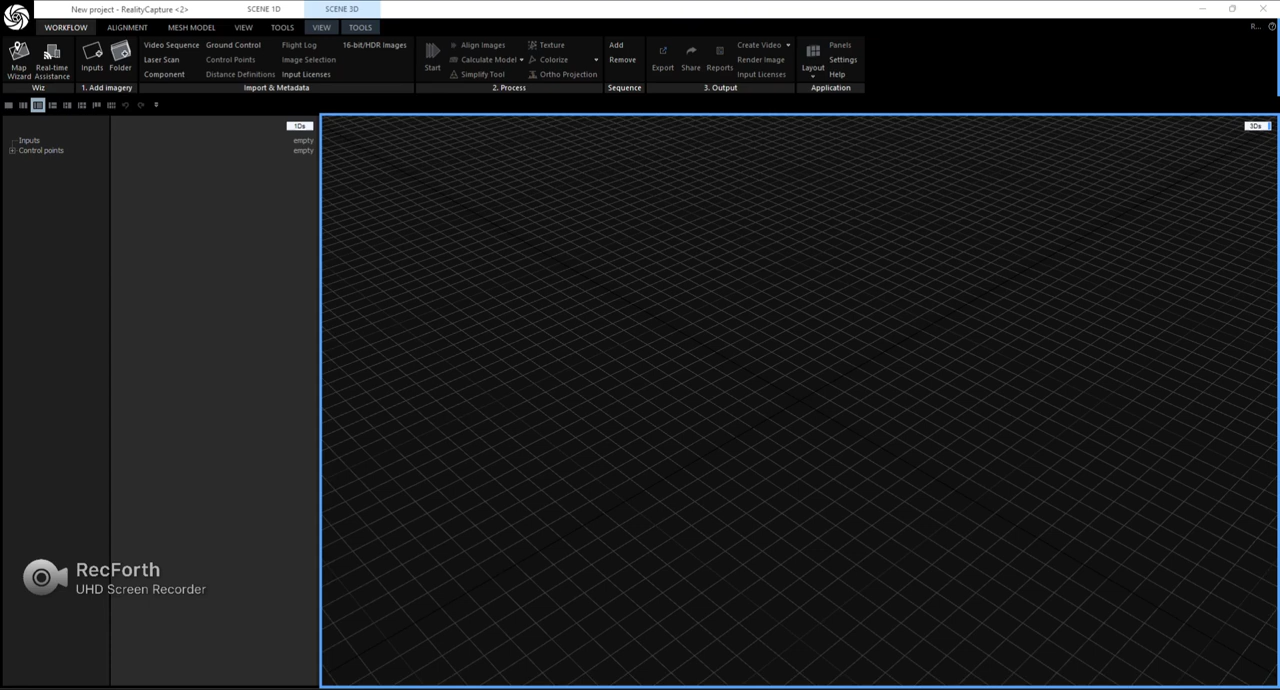 New project - RealityCapture <2> SCENE 1D SCENE 3D
WORKFLOW ALIGNMENT MESH MODEL VIEW TOOLS VIEW TOOLS R...
Video Sequence Ground Control Flight Log 16-bit/HDR Images Align Images Texture Add Create Video Panels
Laser Scan Control Points Image Selection Calculate Model Colorize Remove Render Image Settings
Map Wizard Real-time Assistance Inputs Folder Start Export Share Reports Layout
Component Distance Definitions Input Licenses Simplify Tool Ortho Projection Input Licenses Help
Wiz 1. Add imagery Import & Metadata 2. Process Sequence 3. Output Application
1Ds 3Ds
Inputs empty
Control points empty
RecForth
UHD Screen Recorder